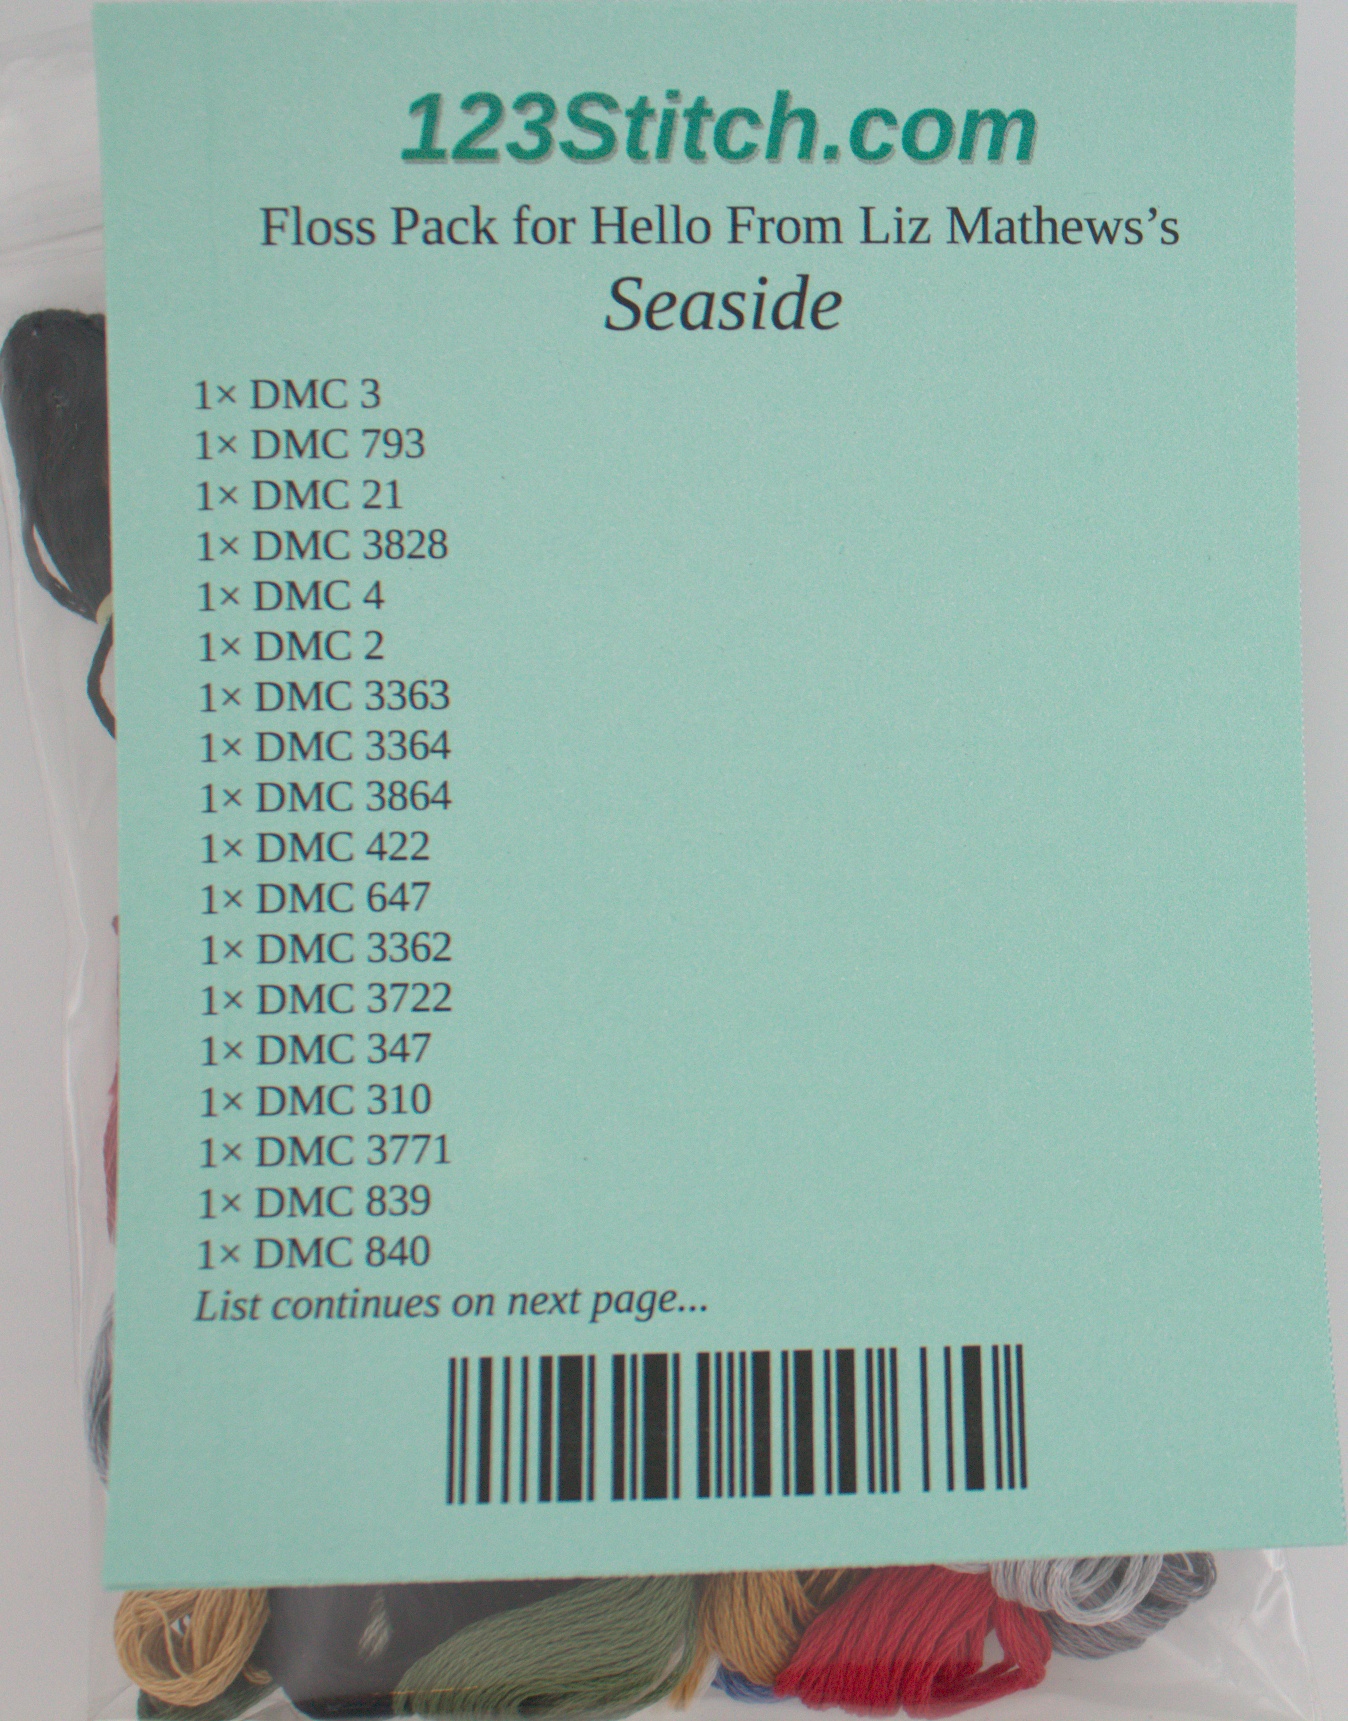 123Stitch.com
Floss Pack for Hello From Liz Mathews’s
Seaside
1× DMC 3
1× DMC 793
1× DMC 21
1× DMC 3828
1× DMC 4
1× DMC 2
1× DMC 3363
1× DMC 3364
1× DMC 3864
1× DMC 422
1× DMC 647
1× DMC 3362
1× DMC 3722
1× DMC 347
1× DMC 310
1× DMC 3771
1× DMC 839
1× DMC 840
List continues on next page...